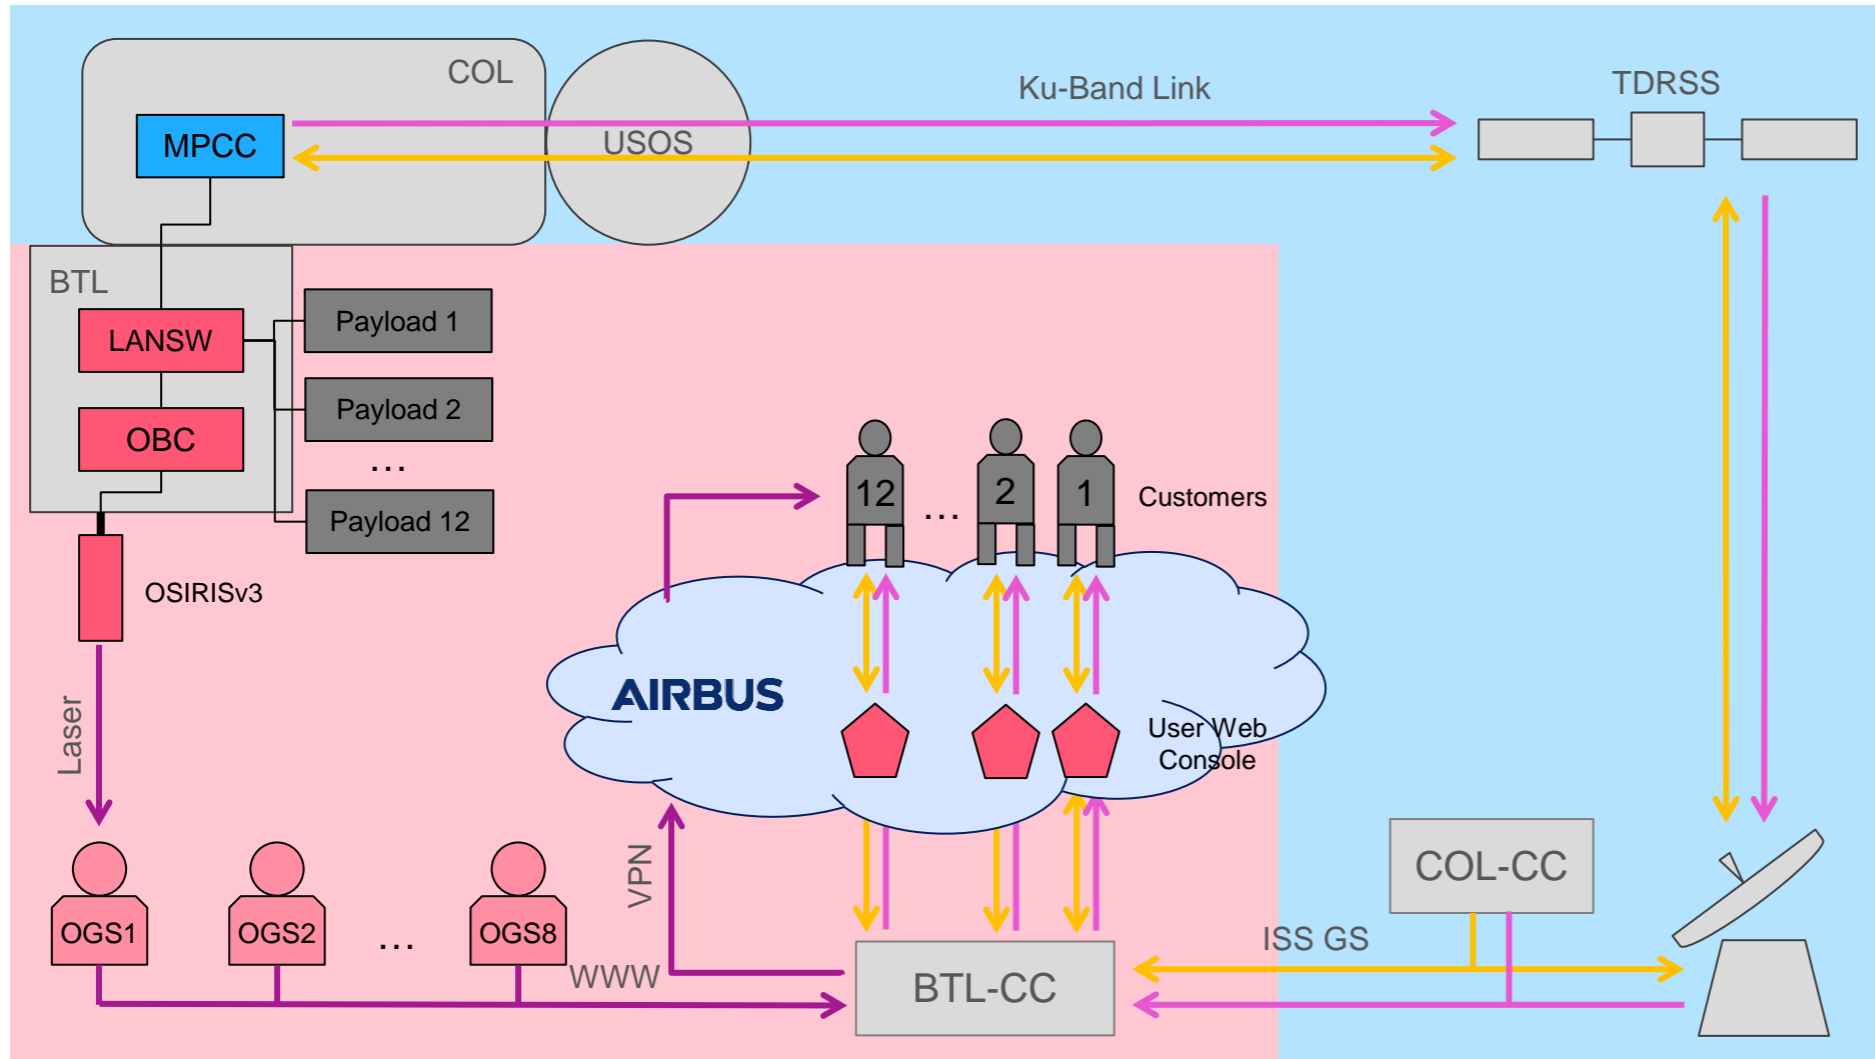 COL
Ku-Band Link
TDRSS
MPCC
USOS
BTL
LANSW
Payload 1
OBC
Payload 2
...
Payload 12
12
...
2
1
Customers
OSIRISv3
Laser
AIRBUS
User Web
Console
VPN
COL-CC
OGS1
OGS2
...
OGS8
WWW
BTL-CC
ISS GS